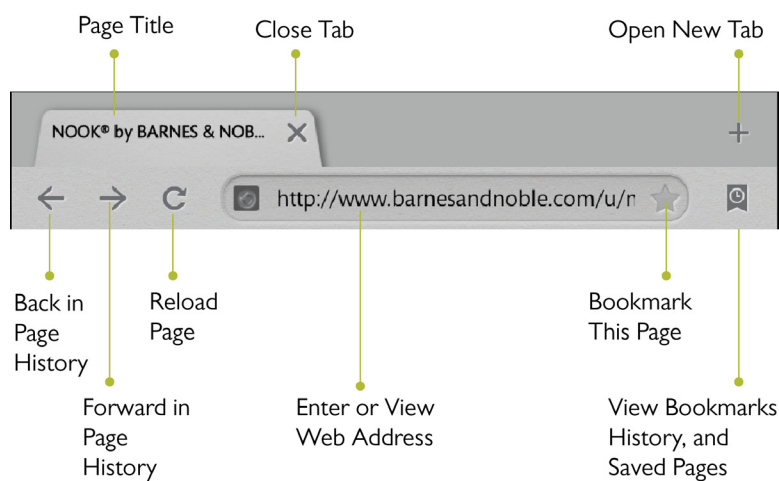 Page Title
Close Tab
Open New Tab
NOOK® by BARNES & NOB...
http://www.barnesandnoble.com/u/n
Back in
Page
History
Reload
Page
Bookmark
This Page
Forward in
Page
History
Enter or View
Web Address
View Bookmarks
History, and
Saved Pages